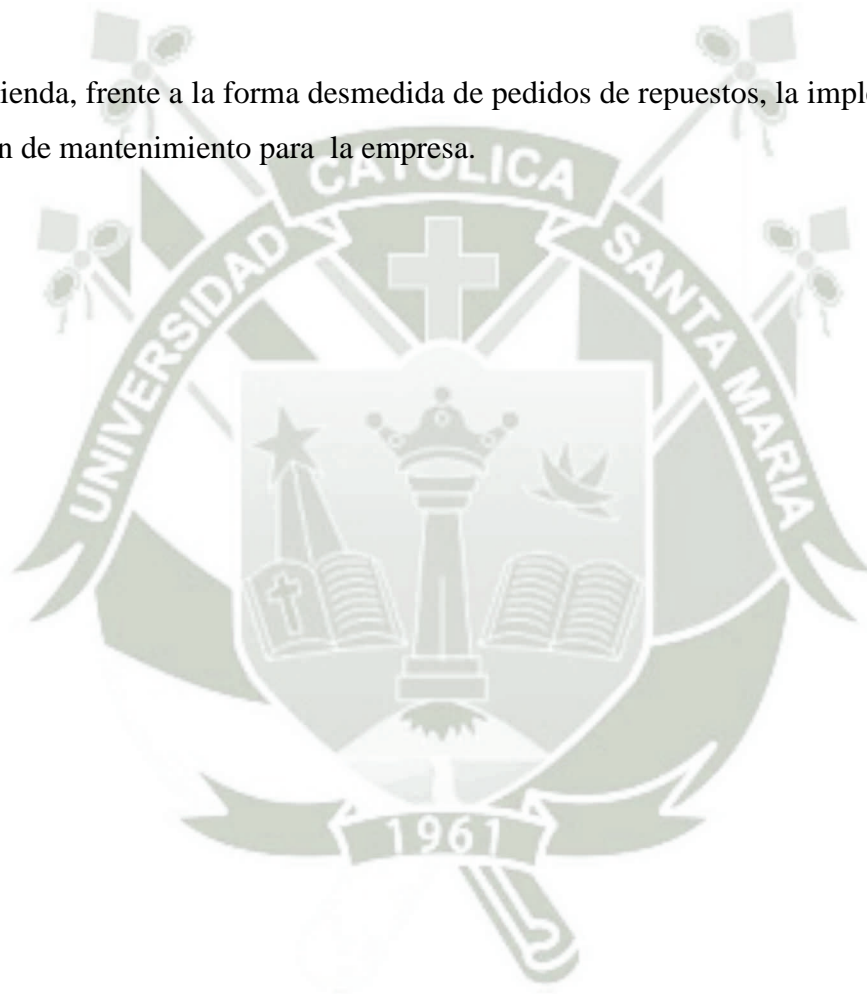 ienda, frente a la forma desmedida de pedidos de repuestos, la imple
n de mantenimiento para  la empresa.
CATOLICA
UNIVERSIDAD
SANTA MARIA
1961